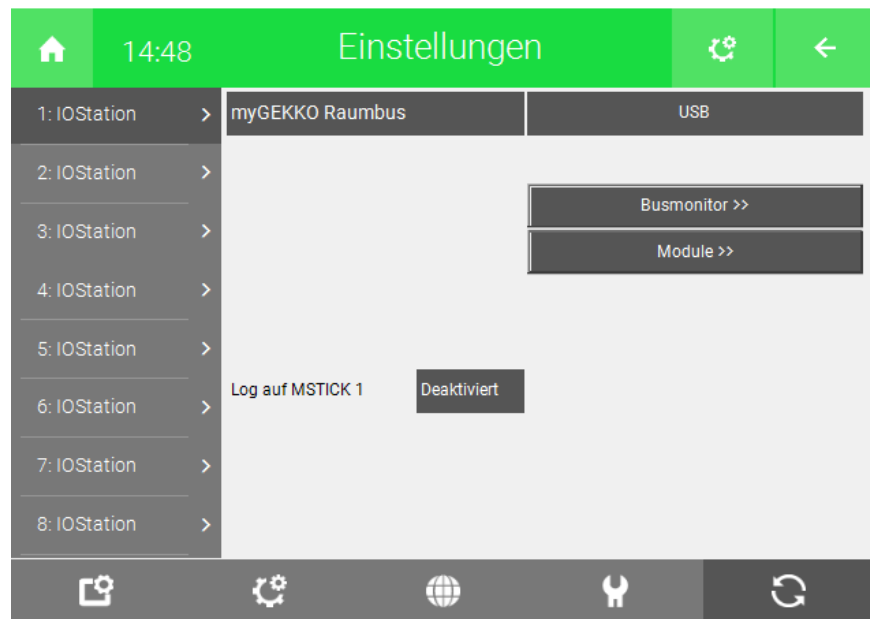 14:48
Einstellungen
1: IOStation
myGEKKO Raumbus
USB
2: IOStation
Busmonitor >>
3: IOStation
Module >>
4: IOStation
5: IOStation
Log auf MSTICK 1
Deaktiviert
6: IOStation
7: IOStation
8: IOStation